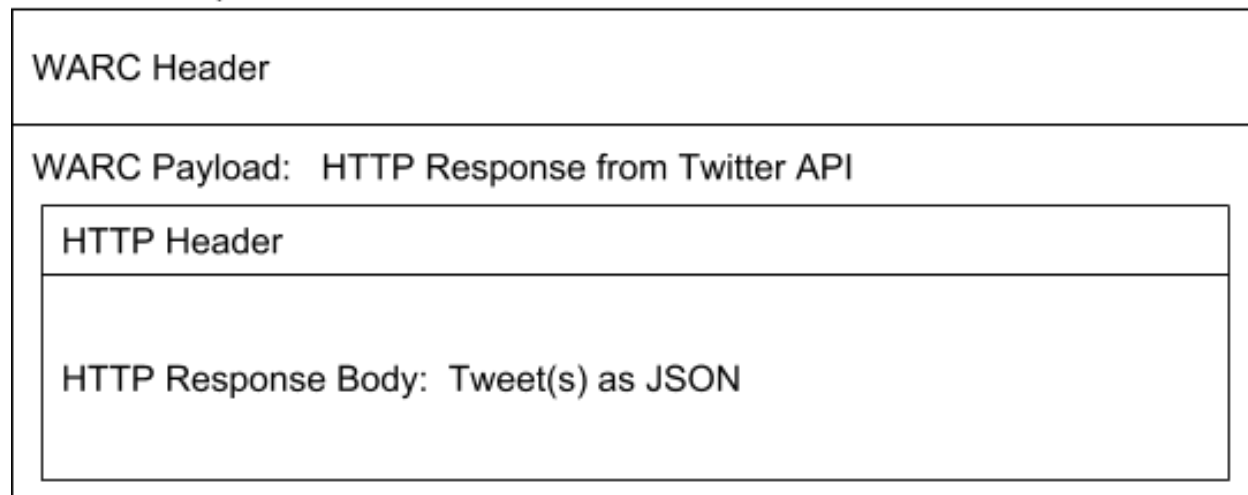 WARC Header
WARC Payload: HTTP Response from Twitter API
HTTP Header
HTTP Response Body: Tweet(s) as JSON